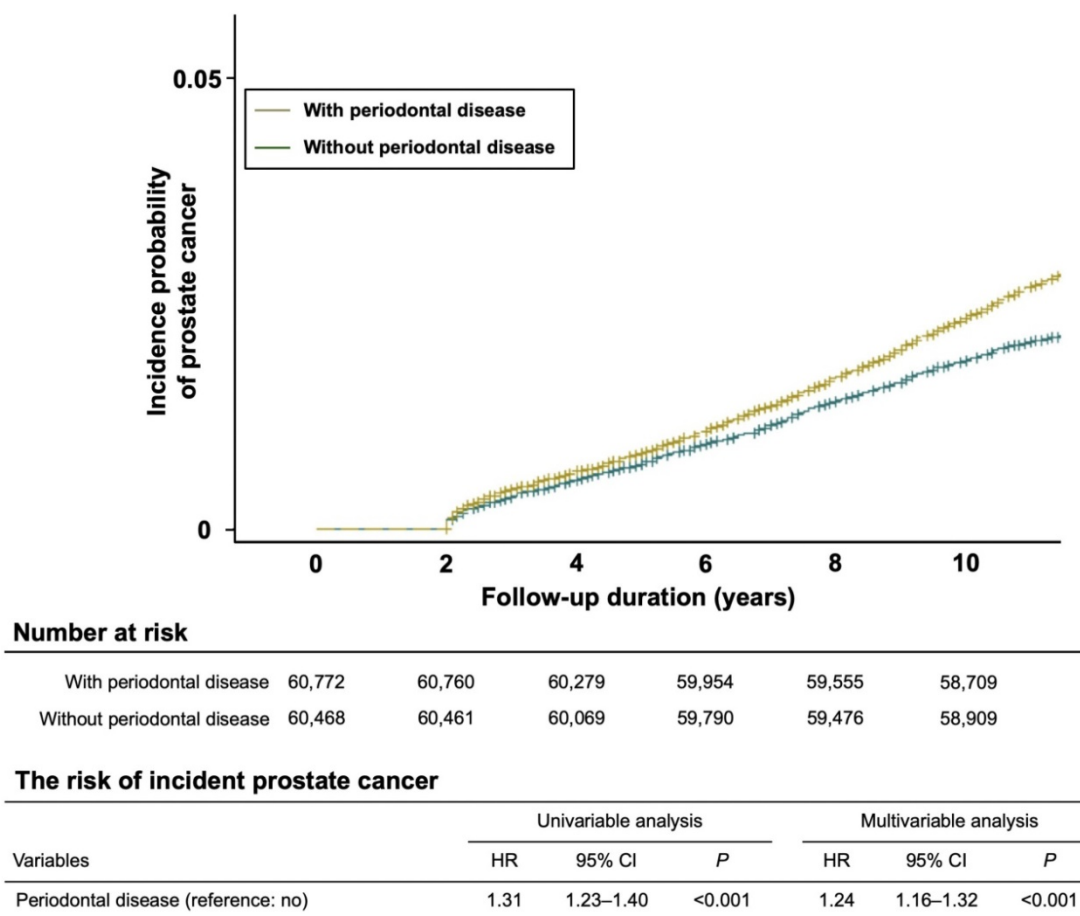 0.05
With periodontal disease
Without periodontal disease
Incidence probability
of prostate cancer
0
0 2 4 6 8 10
Follow-up duration (years)
Number at risk
With periodontal disease 60,772 60,760 60,279 59,954 59,555 58,709
Without periodontal disease 60,468 60,461 60,069 59,790 59,476 58,909
The risk of incident prostate cancer
Univariable analysis Multivariable analysis
Variables HR 95% CI P HR 95% CI P
Periodontal disease (reference: no) 1.31 1.23–1.40 <0.001 1.24 1.16–1.32 <0.001